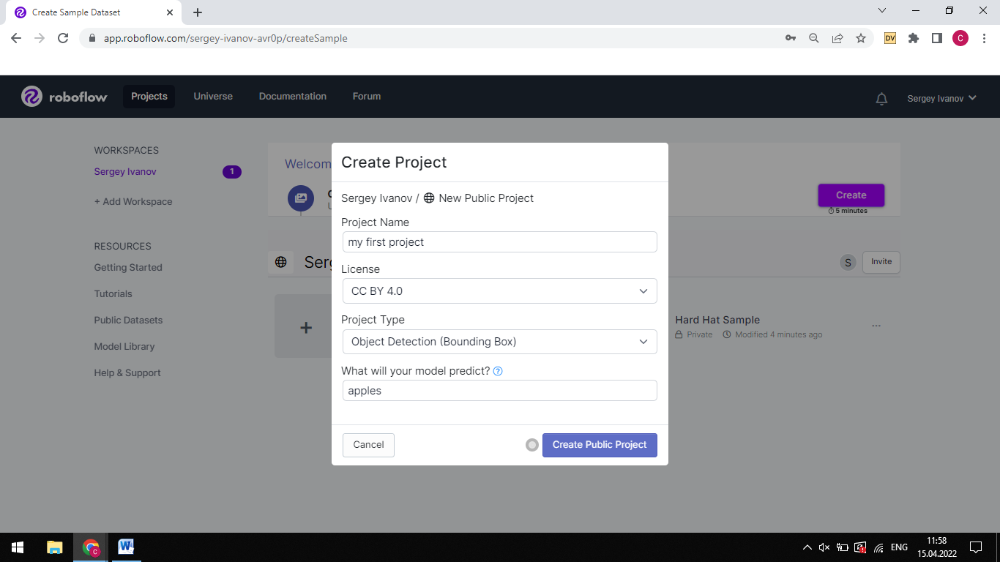 Create Sample Dataset
app.roboflow.com/sergey-ivanov-avr0p/createSample
DV
C
roboflow
Projects
Universe
Documentation
Forum
Sergey Ivanov
WORKSPACES
Sergey Ivanov
1
+ Add Workspace
RESOURCES
Getting Started
Tutorials
Public Datasets
Model Library
Help & Support
Welcom
Create
5 minutes
Serg
S
Invite
+
Hard Hat Sample
Private
Modified 4 minutes ago
Create Project
Sergey Ivanov / New Public Project
Project Name
my first project
License
CC BY 4.0
Project Type
Object Detection (Bounding Box)
What will your model predict? ?
apples
Cancel
Create Public Project
C
W
ENG
11:58
15.04.2022